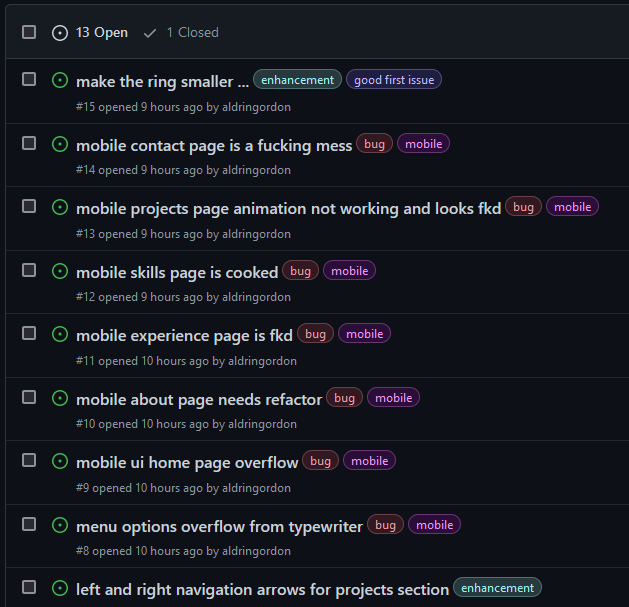 13 Open 1 Closed
make the ring smaller ... enhancement good first issue
#15 opened 9 hours ago by aldringordon
mobile contact page is a fucking mess bug mobile
#14 opened 9 hours ago by aldringordon
mobile projects page animation not working and looks fkd bug mobile
#13 opened 9 hours ago by aldringordon
mobile skills page is cooked bug mobile
#12 opened 9 hours ago by aldringordon
mobile experience page is fkd bug mobile
#11 opened 10 hours ago by aldringordon
mobile about page needs refactor bug mobile
#10 opened 10 hours ago by aldringordon
mobile ui home page overflow bug mobile
#9 opened 10 hours ago by aldringordon
menu options overflow from typewriter bug mobile
#8 opened 10 hours ago by aldringordon
left and right navigation arrows for projects section enhancement